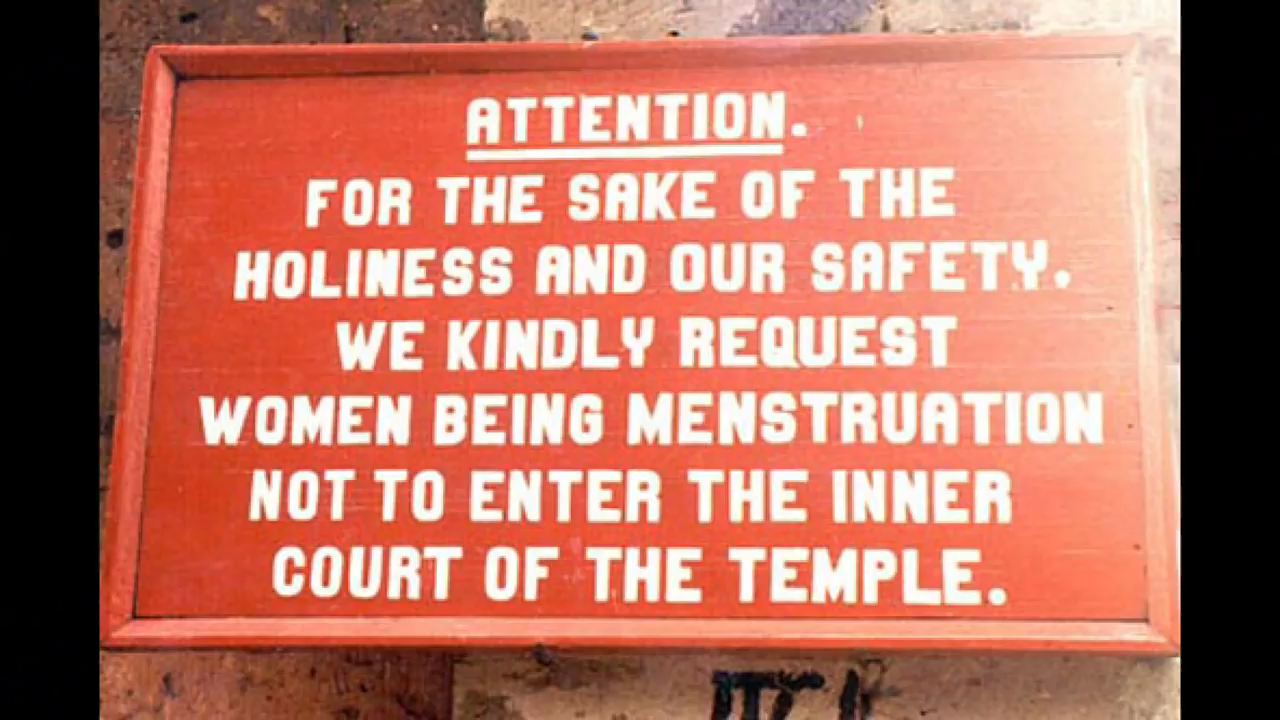 ATTENTION.
FOR THE SAKE OF THE
HOLINESS AND OUR SAFETY.
WE KINDLY REQUEST
WOMEN BEING MENSTRUATION
NOT TO ENTER THE INNER
COURT OF THE TEMPLE.